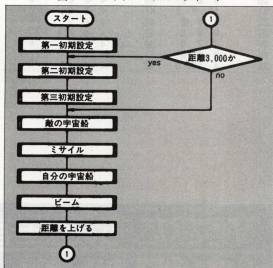 スタート
第一初期設定
第二初期設定
第三初期設定
敵の宇宙船
ミサイル
自分の宇宙船
ビーム
距離を上げる
①
①
距離3,000か
yes
no